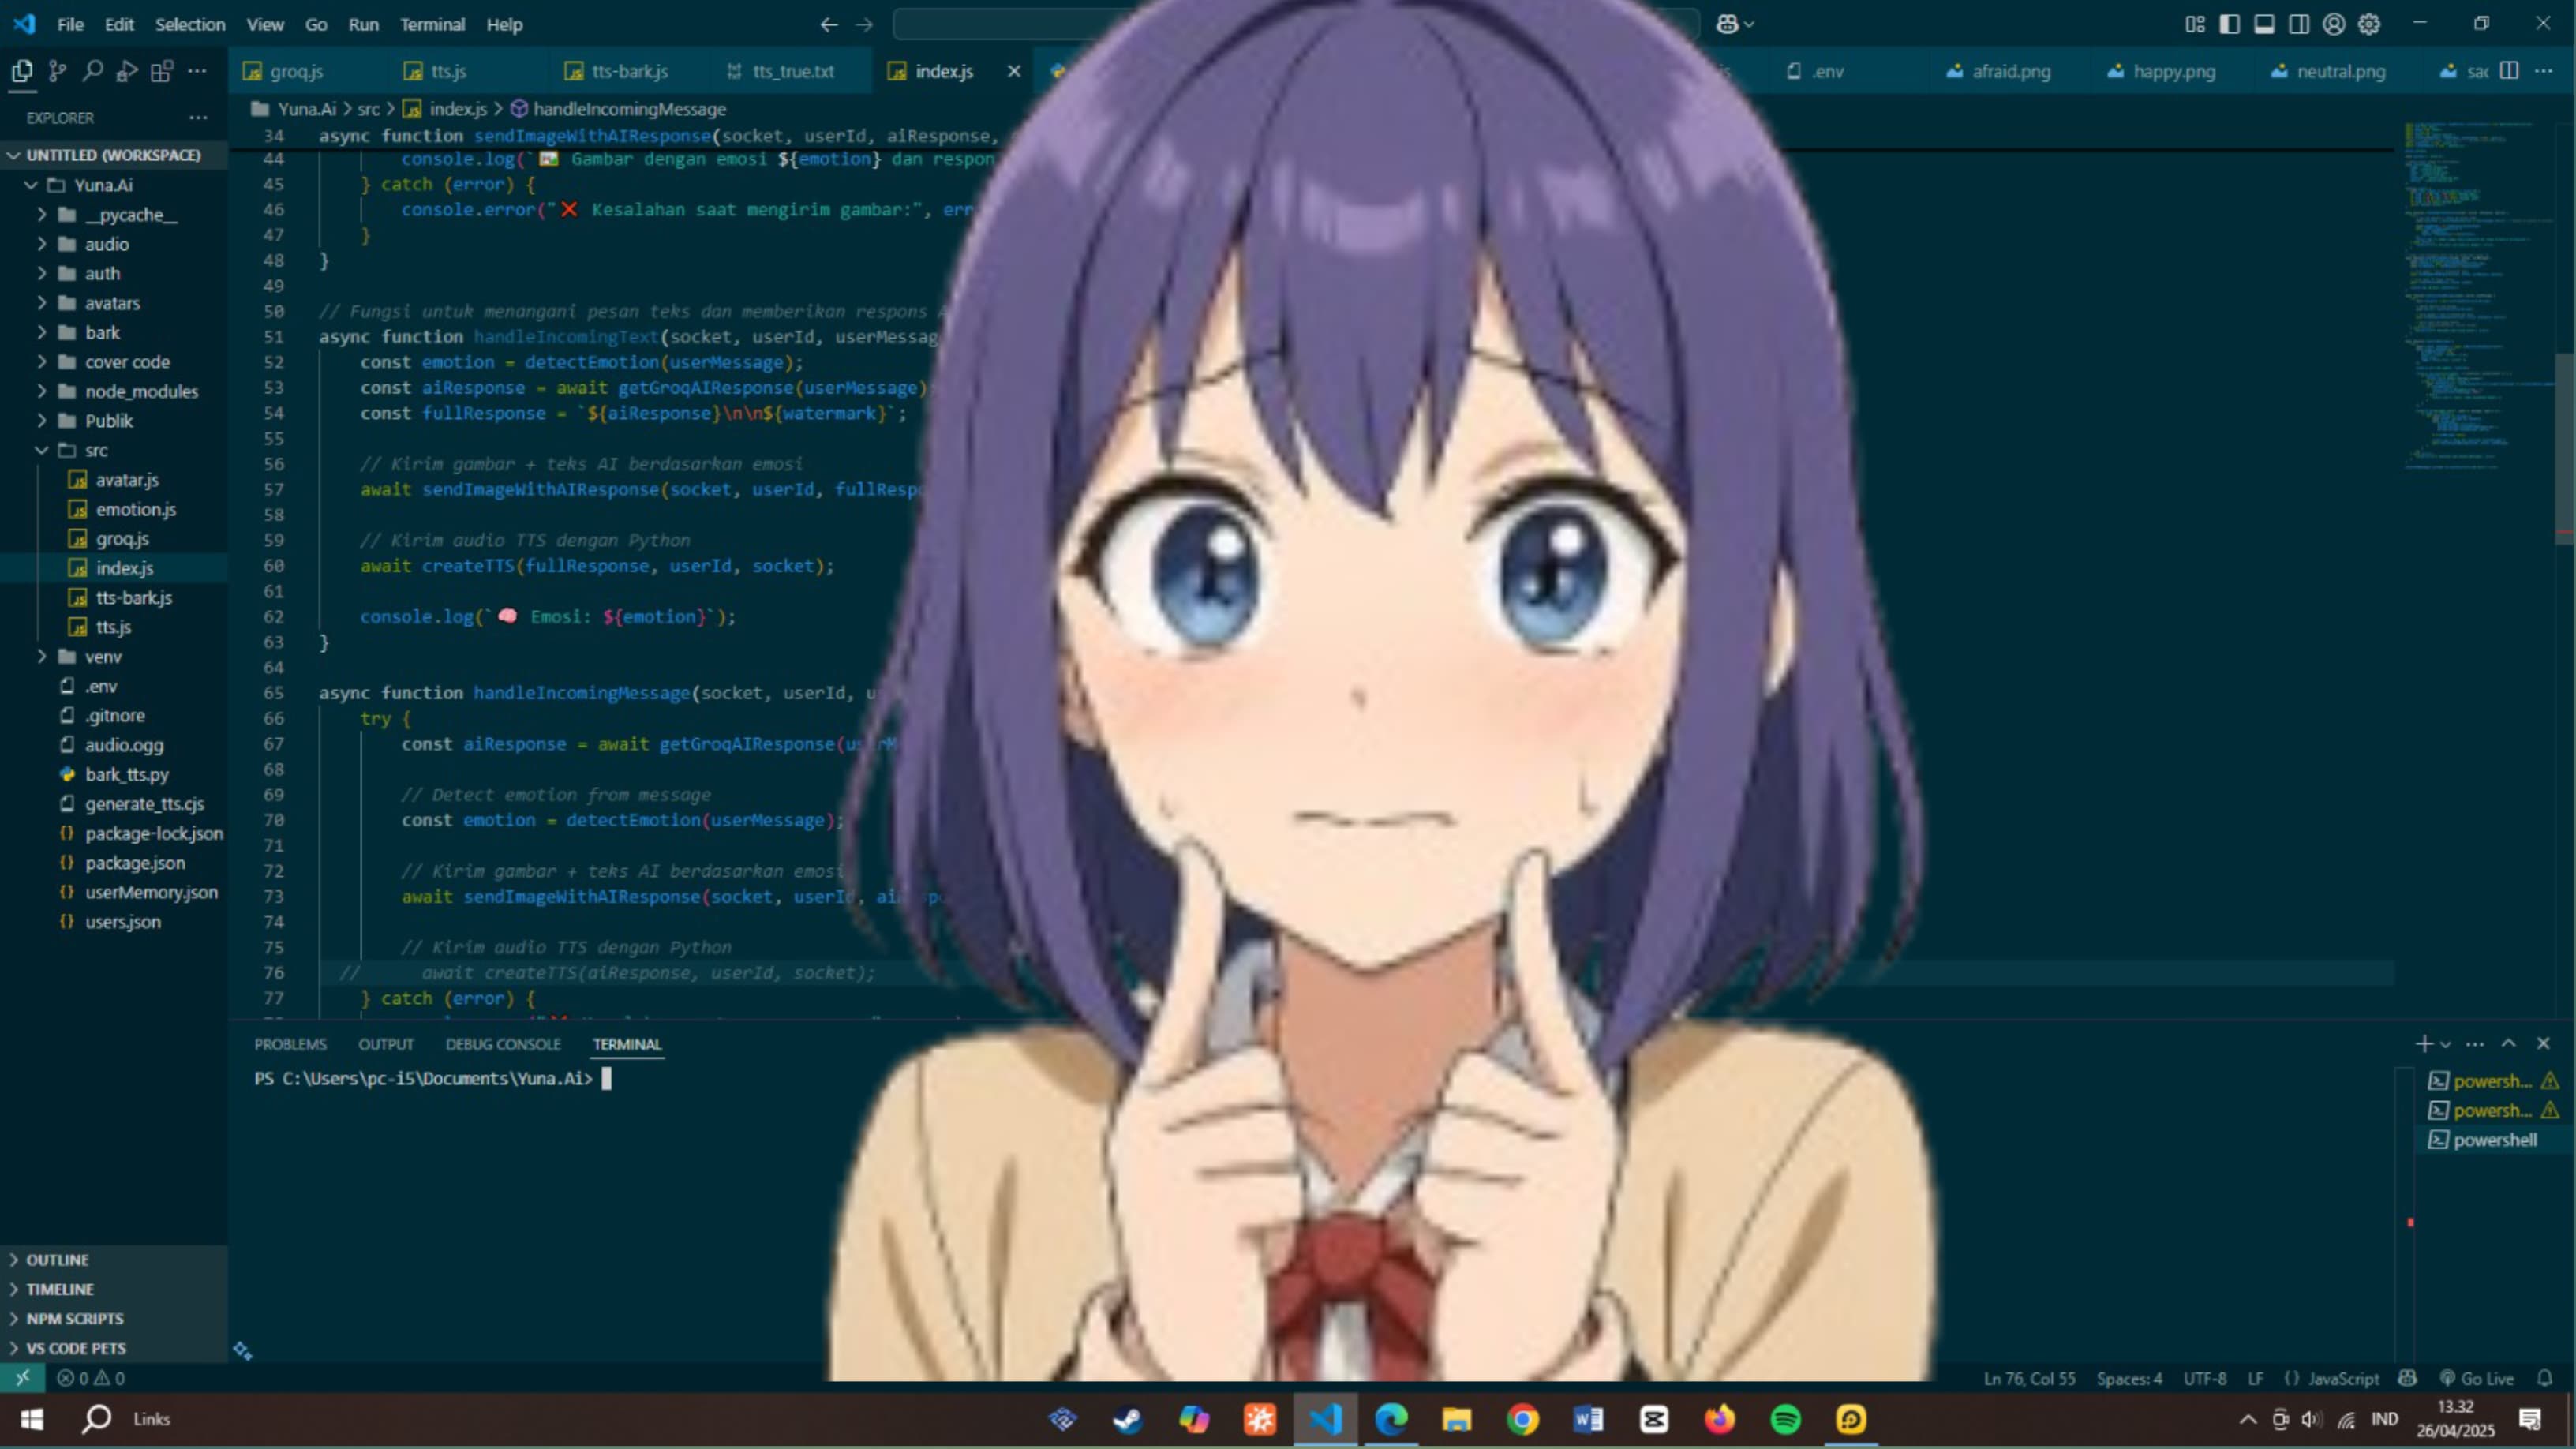 File Edit Selection View Go Run Terminal Help
groq.js tts.js tts-bark.js tts_true.txt index.js .env afraid.png happy.png neutral.png
EXPLORER
Yuna.Ai > src > index.js > handleIncomingMessage
UNTITLED (WORKSPACE)
Yuna.Ai
__pycache__
audio
auth
avatars
bark
cover code
node_modules
Publik
src
avatar.js
emotion.js
groq.js
index.js
tts-bark.js
tts.js
venv
.env
.gitnore
audio.ogg
bark_tts.py
generate_tts.cjs
package-lock.json
package.json
userMemory.json
users.json
OUTLINE
TIMELINE
NPM SCRIPTS
VS CODE PETS
34 async function sendImageWithAIResponse(socket, userId, aiResponse,
44 console.log(`🖼️ Gambar dengan emosi ${emotion} dan
45 } catch (error) {
46 console.error("❌ Kesalahan saat mengirim gambar:",
47 }
48 }
49
50 // Fungsi untuk menangani pesan teks dan memberikan respons
51 async function handleIncomingText(socket, userId,
52 const emotion = detectEmotion(userMessage);
53 const aiResponse = await getGroqAIResponse(userMessage)
54 const fullResponse = `${aiResponse}\n\n${watermark}`;
55
56 // Kirim gambar + teks AI berdasarkan emosi
57 await sendImageWithAIResponse(socket, userId,
58
59 // Kirim audio TTS dengan Python
60 await createTTS(fullResponse, userId, socket);
61
62 console.log(`🧠 Emosi: ${emotion}`);
63 }
64
65 async function handleIncomingMessage(socket, userId,
66 try {
67 const aiResponse = await getGroqAIResponse(
68
69 // Detect emotion from message
70 const emotion = detectEmotion(userMessage);
71
72 // Kirim gambar + teks AI berdasarkan emosi
73 await sendImageWithAIResponse(socket, userId,
74
75 // Kirim audio TTS dengan Python
76 // await createTTS(aiResponse, userId, socket);
77 } catch (error) {
PROBLEMS OUTPUT DEBUG CONSOLE TERMINAL
PS C:\Users\pc-i5\Documents\Yuna.Ai>
powersh...
powersh...
powershell
0 0 Ln 76, Col 55 Spaces: 4 UTF-8 LF {} JavaScript Go Live
Links IND 13.32
26/04/2025